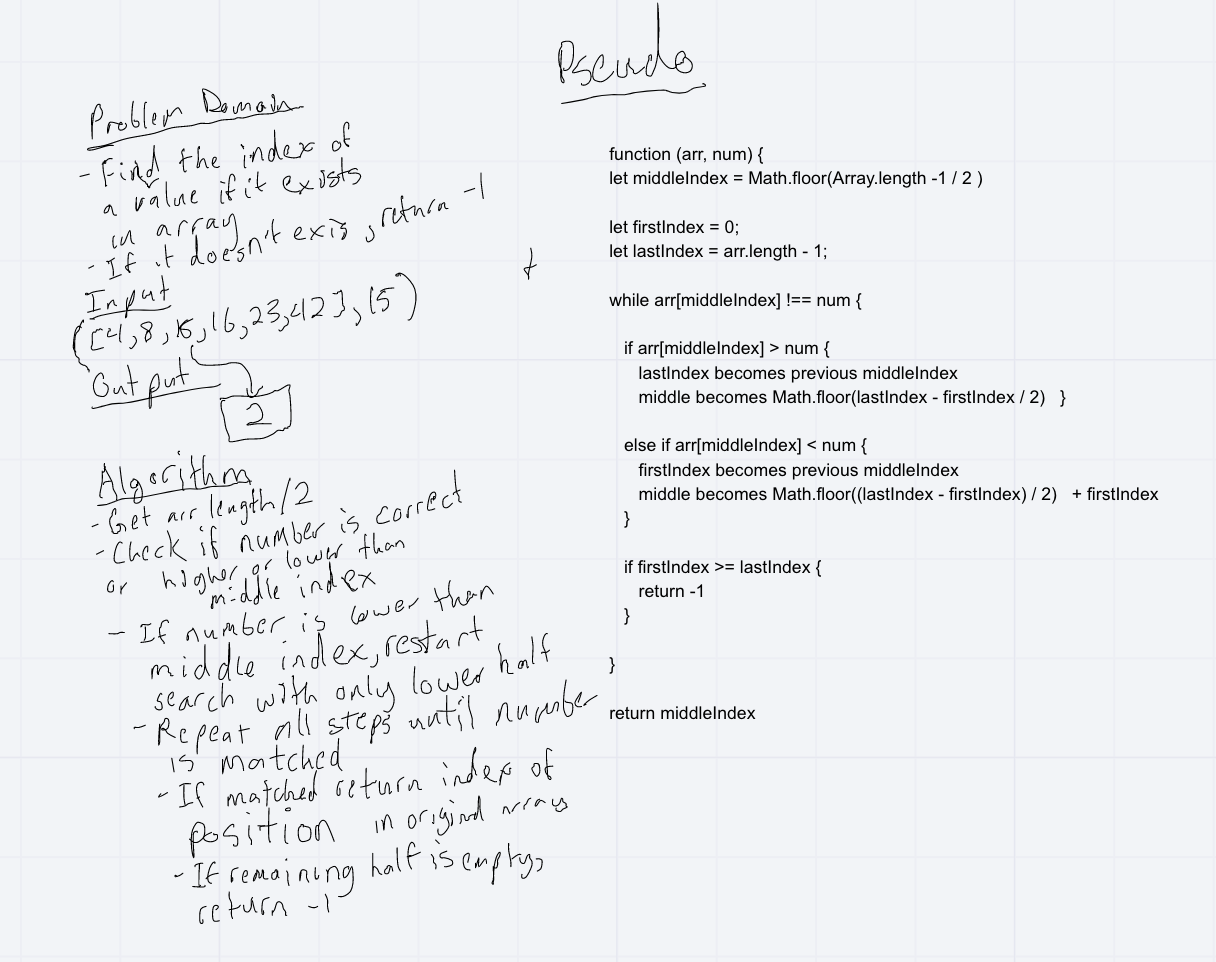 Pseudo
Problem Domain
- Find the index of
a value if it exists
in array
- If it doesn't exis, return -1
Input
([4,8,15,16,23,42], 15)
Output
2
Algorithm
- Get arr length/2
- Check if number is correct
or higher or lower than
middle index
- If number is lower than
middle index, restart
search with only lower half
- Repeat all steps until number
is matched
- If matched return index of
position in original array
- If remaining half is empty,
return -1
function (arr, num) {
let middleIndex = Math.floor(Array.length -1 / 2 )
let firstIndex = 0;
let lastIndex = arr.length - 1;
while arr[middleIndex] !== num {
if arr[middleIndex] > num {
lastIndex becomes previous middleIndex
middle becomes Math.floor(lastIndex - firstIndex / 2) }
else if arr[middleIndex] < num {
firstIndex becomes previous middleIndex
middle becomes Math.floor((lastIndex - firstIndex) / 2) + firstIndex
}
if firstIndex >= lastIndex {
return -1
}
}
return middleIndex